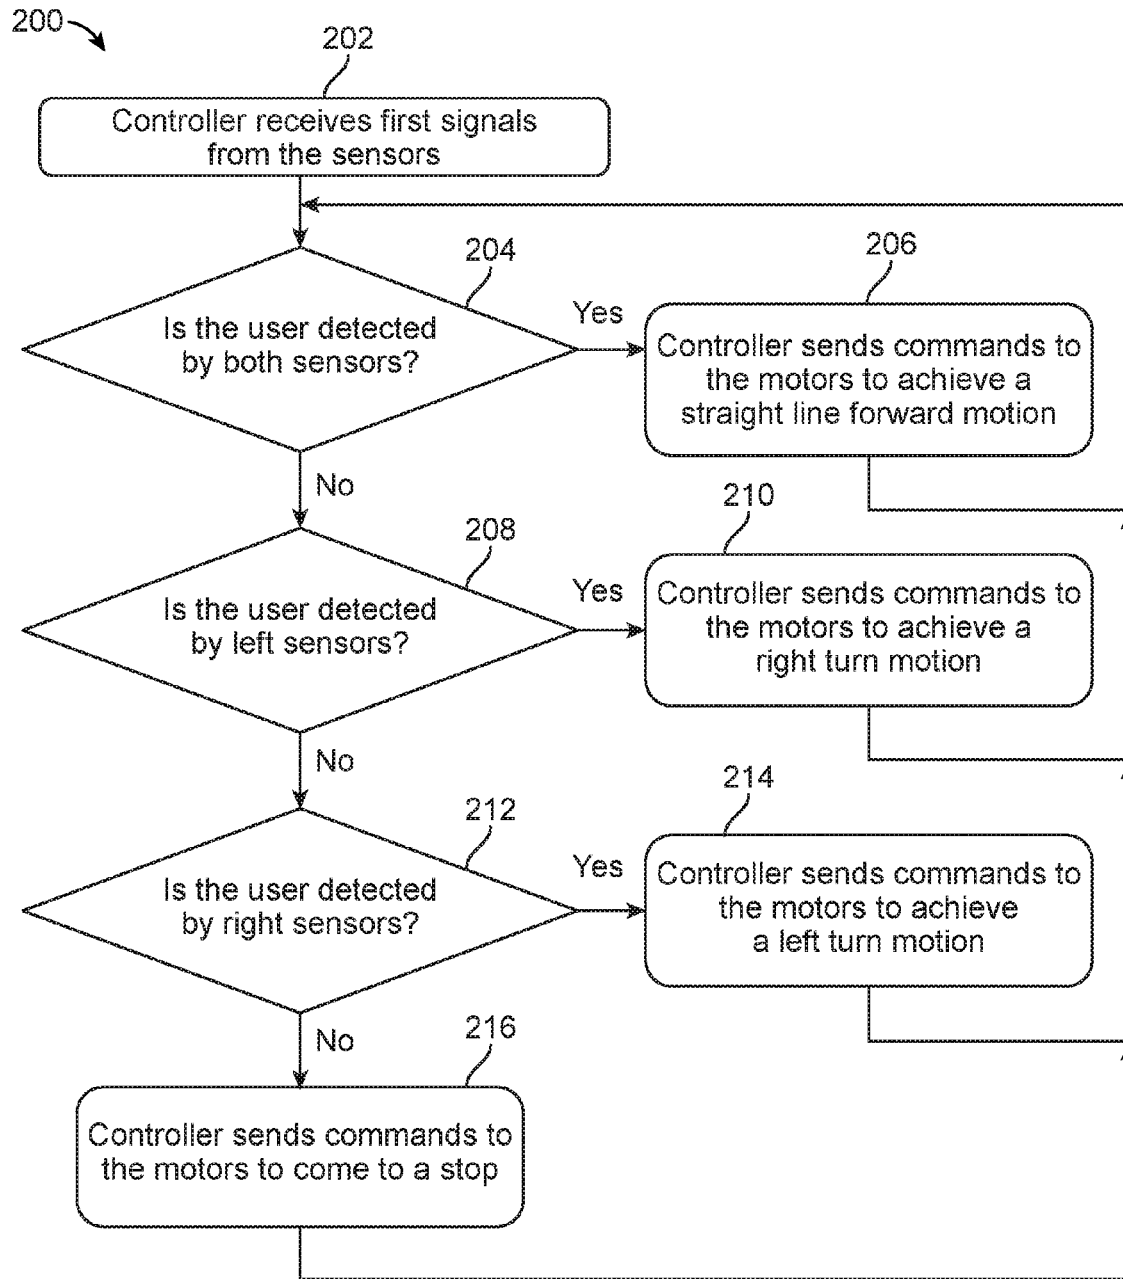 200
202
Controller receives first signals
from the sensors
204
Is the user detected
by both sensors?
Yes
206
Controller sends commands to
the motors to achieve a
straight line forward motion
No
208
Is the user detected
by left sensors?
Yes
210
Controller sends commands to
the motors to achieve a
right turn motion
No
212
Is the user detected
by right sensors?
Yes
214
Controller sends commands to
the motors to achieve
a left turn motion
No
216
Controller sends commands to
the motors to come to a stop